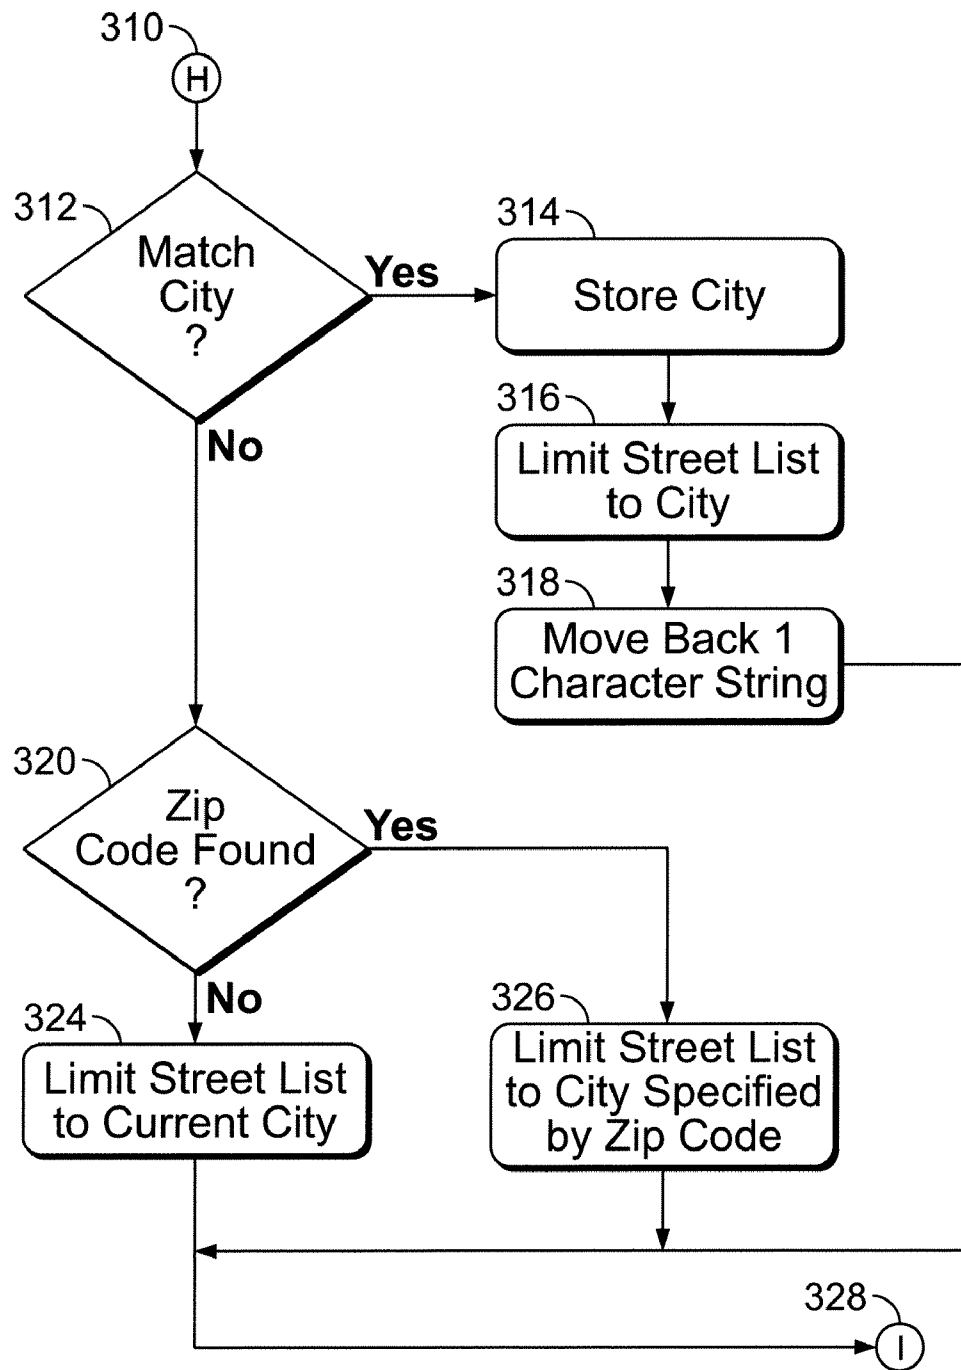 310
H
312
Match
City
?
Yes
No
314
Store City
316
Limit Street List
to City
318
Move Back 1
Character String
320
Zip
Code Found
?
Yes
No
324
Limit Street List
to Current City
326
Limit Street List
to City Specified
by Zip Code
328
I